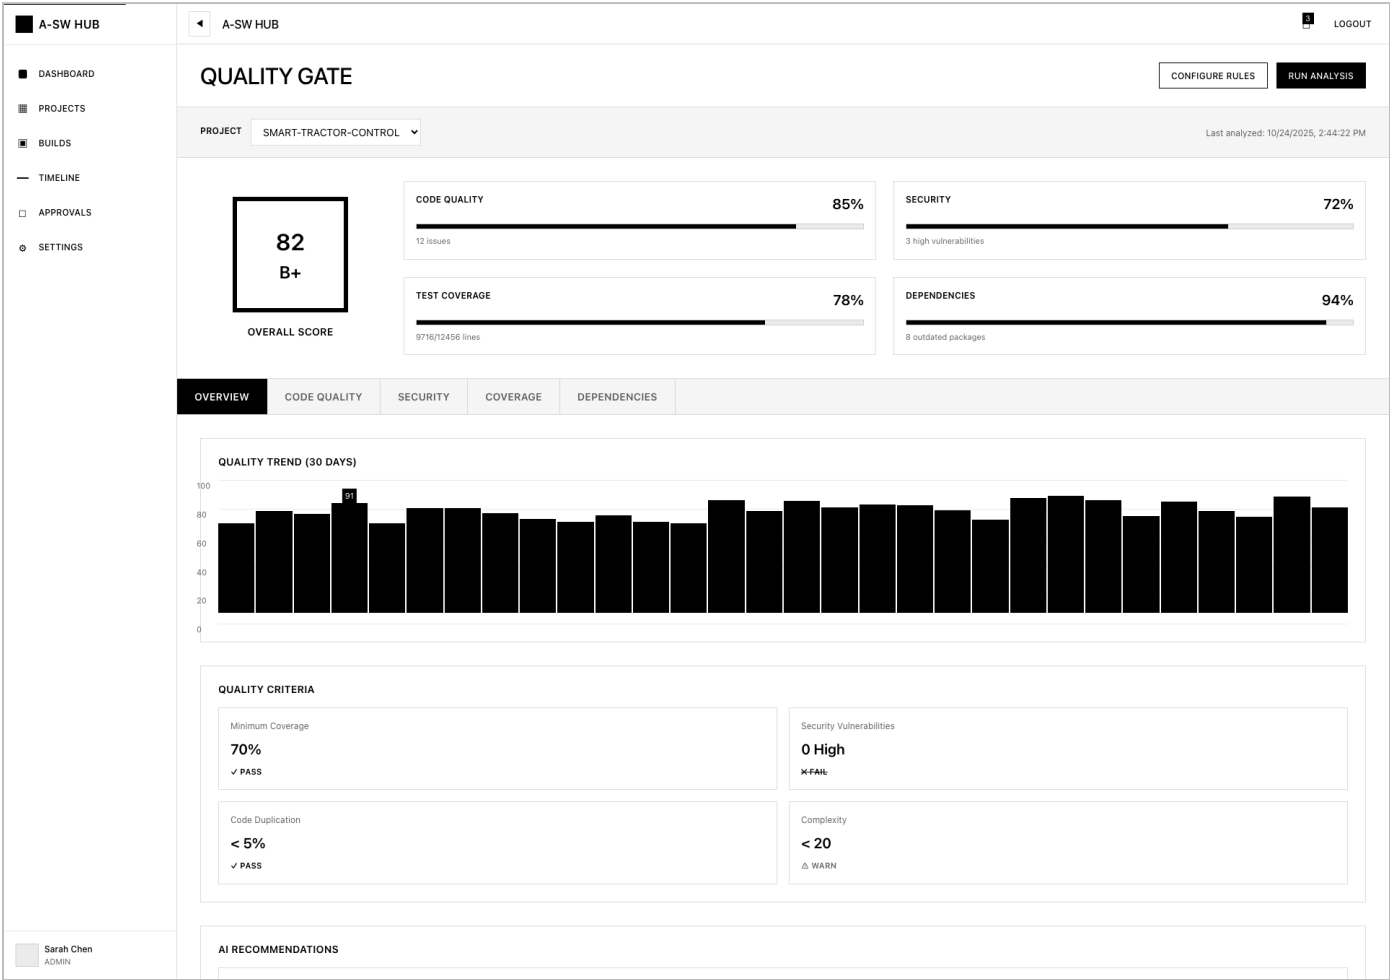 A-SW HUB
DASHBOARD
PROJECTS
BUILDS
TIMELINE
APPROVALS
SETTINGS
Sarah Chen
ADMIN
A-SW HUB
3
LOGOUT
QUALITY GATE
CONFIGURE RULES
RUN ANALYSIS
PROJECT
SMART-TRACTOR-CONTROL
Last analyzed: 10/24/2025, 2:44:22 PM
82
B+
OVERALL SCORE
CODE QUALITY
85%
12 issues
SECURITY
72%
3 high vulnerabilities
TEST COVERAGE
78%
9716/12456 lines
DEPENDENCIES
94%
8 outdated packages
OVERVIEW
CODE QUALITY
SECURITY
COVERAGE
DEPENDENCIES
QUALITY TREND (30 DAYS)
100
80
60
40
20
0
91
QUALITY CRITERIA
Minimum Coverage
70%
✓ PASS
Security Vulnerabilities
0 High
✕ FAIL
Code Duplication
< 5%
✓ PASS
Complexity
< 20
⚠ WARN
AI RECOMMENDATIONS